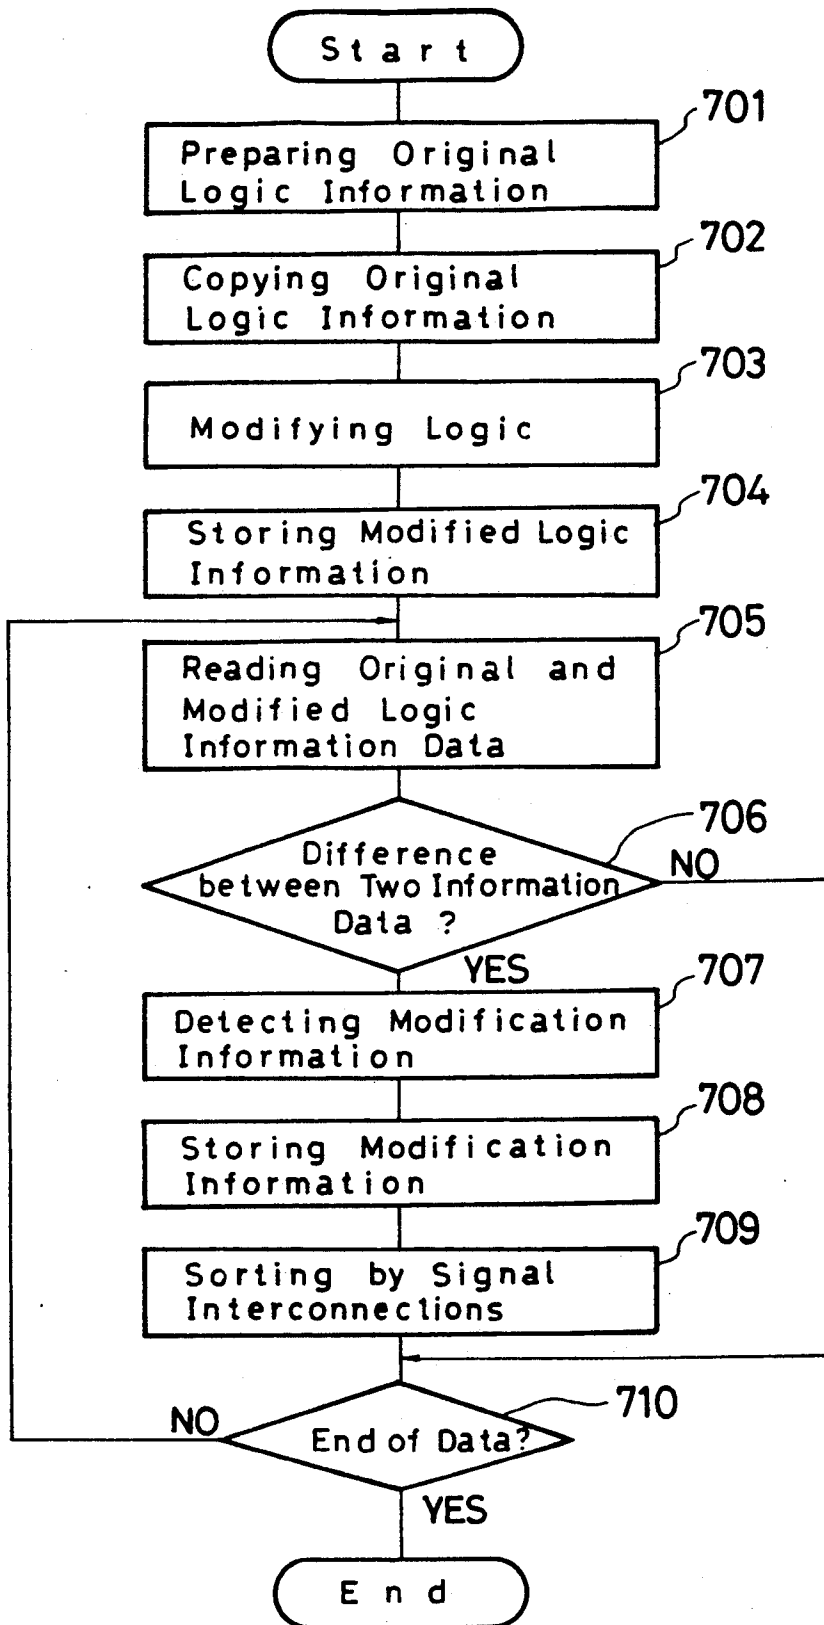 Start
701
Preparing Original
Logic Information
702
Copying Original
Logic Information
703
Modifying Logic
704
Storing Modified Logic
Information
705
Reading Original and
Modified Logic
Information Data
706
Difference
between Two Information
Data ?
NO
YES
707
Detecting Modification
Information
708
Storing Modification
Information
709
Sorting by Signal
Interconnections
710
End of Data?
NO
YES
End